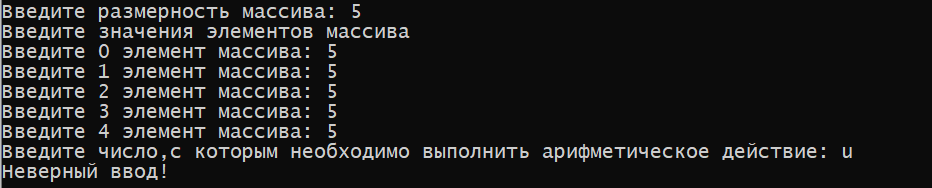 Введите размерность массива: 5
Введите значения элементов массива
Введите 0 элемент массива: 5
Введите 1 элемент массива: 5
Введите 2 элемент массива: 5
Введите 3 элемент массива: 5
Введите 4 элемент массива: 5
Введите число,с которым необходимо выполнить арифметическое действие: u
Неверный ввод!